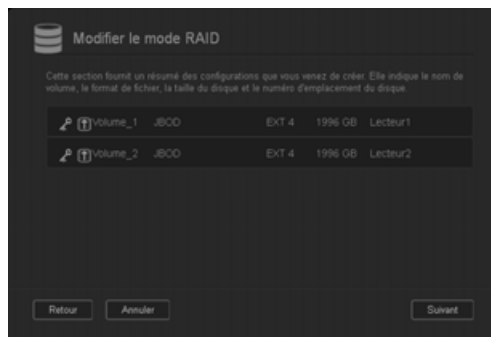 Modifier le mode RAID
Cette section fournit un résumé des configurations que vous venez de créer. Elle indique le nom de
volume, le format de fichier, la taille du disque et le numéro d'emplacement du disque.
Volume_1 JBOD EXT 4 1996 GB Lecteur1
Volume_2 JBOD EXT 4 1996 GB Lecteur2
Retour Annuler Suivant